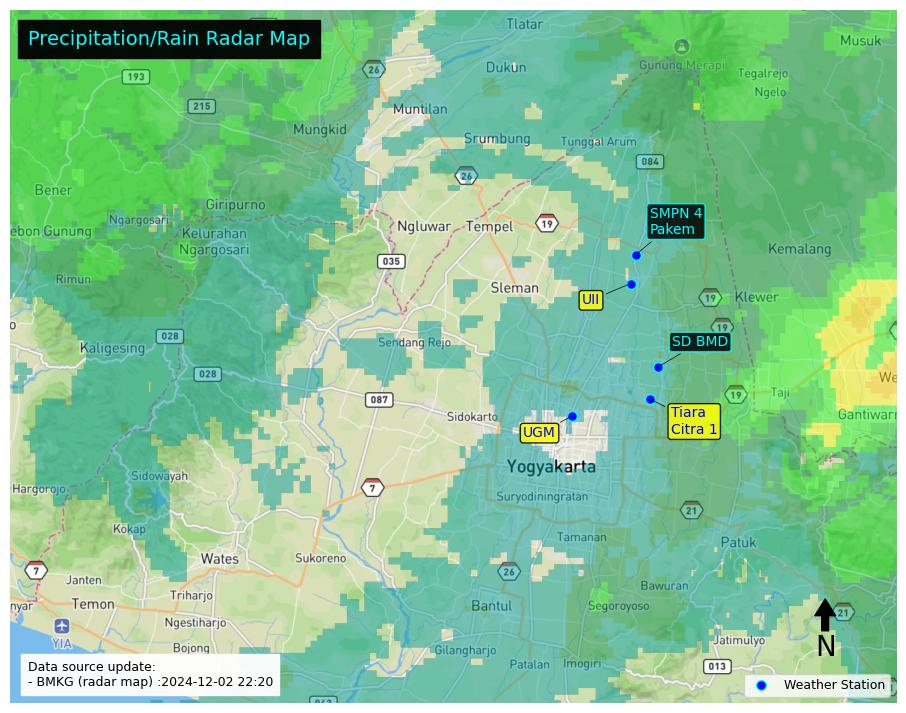 Precipitation/Rain Radar Map
Tlatar
Musuk
26
193
Dukun
Gunung Merapi
Tegalrejo
Ngelo
215
Muntilan
Mungkid
Srumbung
Tunggal Arum
084
26
Bener
Giripurno
Ngargosari
SMPN 4
Pakem
ebon Gunung
Kelurahan
Ngargosari
Ngluwar
Tempel
19
Kemalang
035
Rimun
Sleman
UII
19
Klewer
028
Kaligesing
Sendang Rejo
19
SD BMD
028
We
087
19
Taji
Sidokarto
Tiara
Citra 1
Gantiwarn
UGM
Yogyakarta
Sidowayah
Hargorojo
7
Suryodiningratan
21
Kokap
Tamanan
Patuk
Wates
Sukoreno
7
26
Janten
Bawuran
Triharjo
nyar
Temon
Bantul
Segoroyoso
21
Ngestiharjo
YIA
N
Bojong
Gilangharjo
Jatimulyo
Patalan
Imogiri
013
Data source update:
- BMKG (radar map) :2024-12-02 22:20
Weather Station